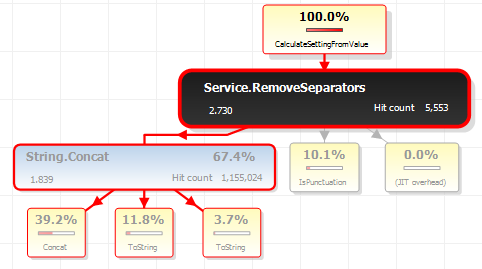 100.0%
CalculateSettingFromValue
Service.RemoveSeparators
2.730 Hit count 5,553
String.Concat 67.4%
1.839 Hit count 1,155,024
10.1%
IsPunctuation
0.0%
(JIT overhead)
39.2%
Concat
11.8%
ToString
3.7%
ToString